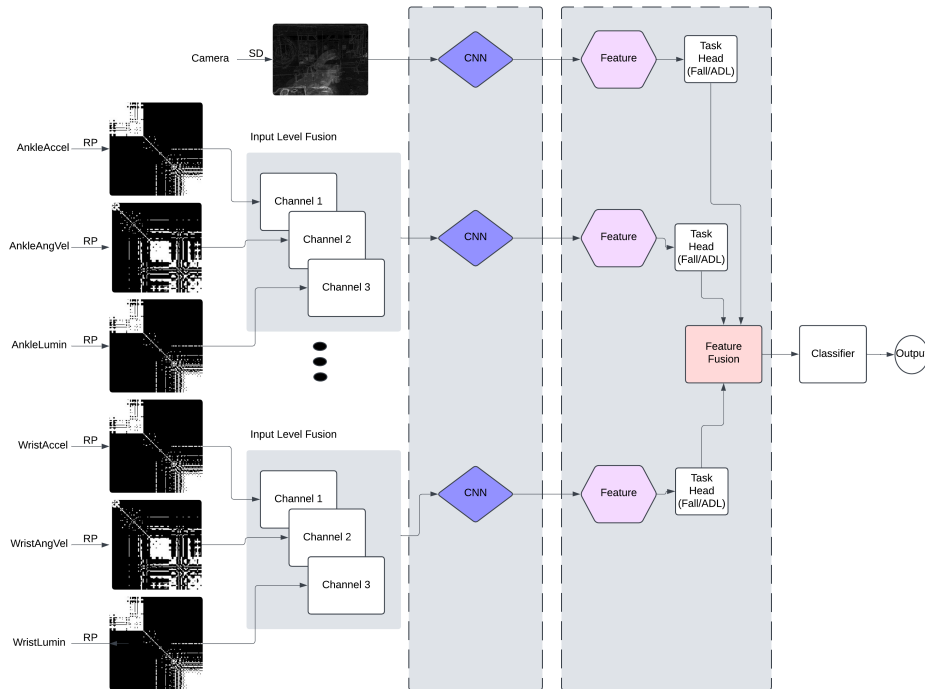 Camera
SD
CNN
Feature
Task
Head
(Fall/ADL)
Input Level Fusion
AnkleAccel
RP
Channel 1
AnkleAngVel
RP
Channel 2
CNN
Feature
Task
Head
(Fall/ADL)
Channel 3
AnkleLumin
RP
Feature
Fusion
Classifier
Outpu
Input Level Fusion
WristAccel
RP
Channel 1
CNN
Feature
Task
Head
(Fall/ADL)
WristAngVel
RP
Channel 2
Channel 3
WristLumin
RP